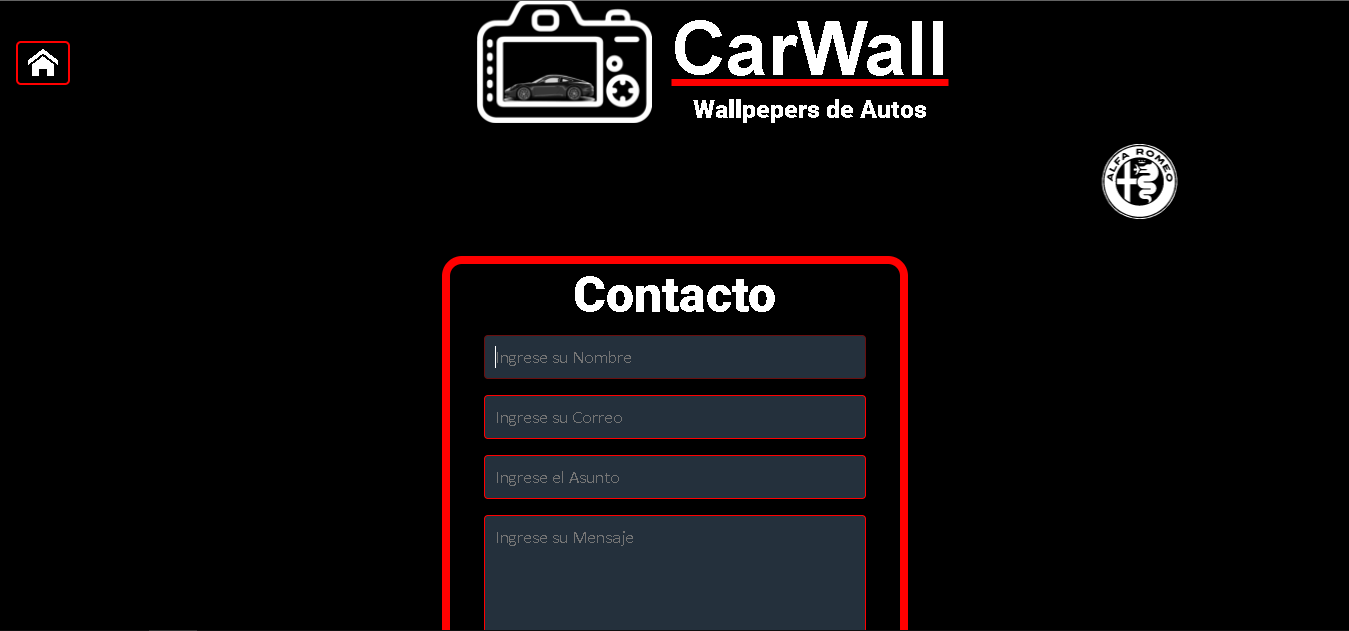 CarWall
Wallpepers de Autos
ALFA ROMEO
Contacto
Ingrese su Nombre
Ingrese su Correo
Ingrese el Asunto
Ingrese su Mensaje